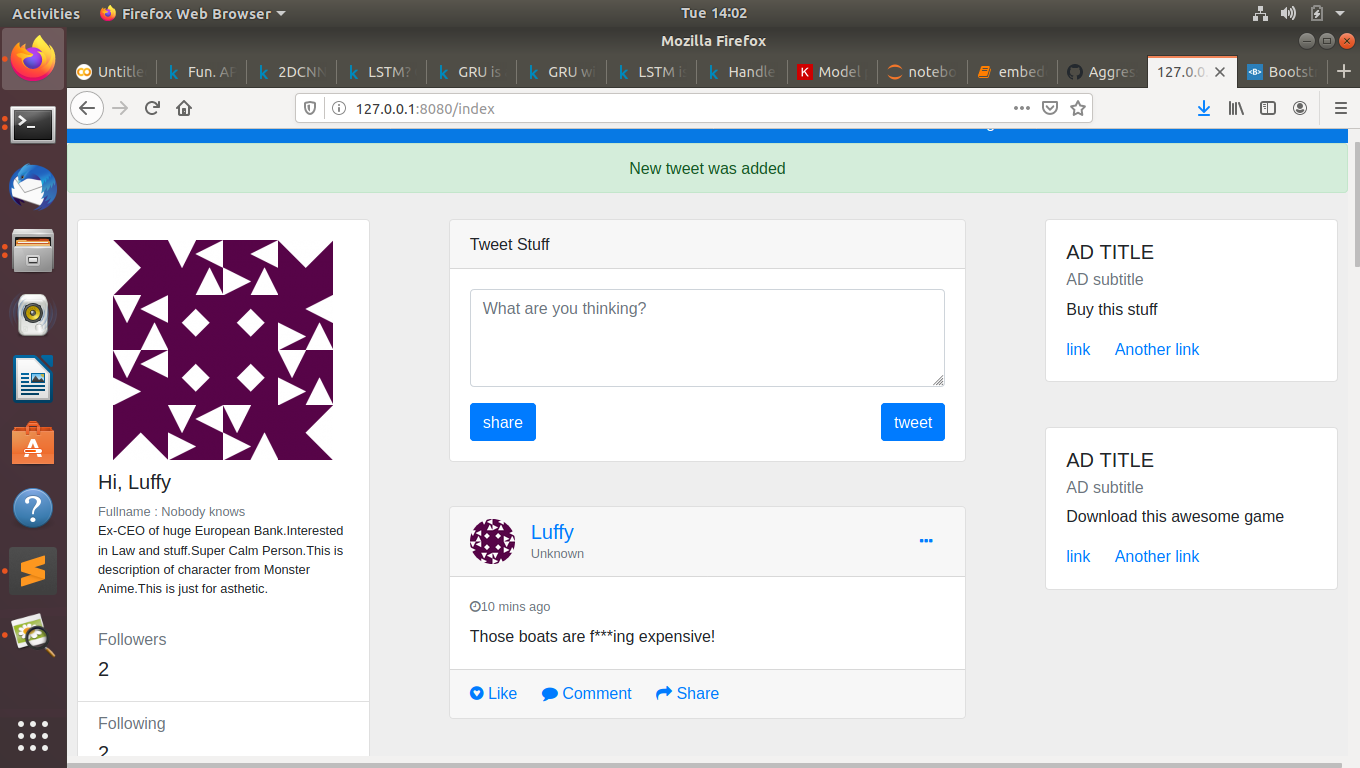 Activities
Firefox Web Browser
Tue 14:02
Mozilla Firefox
Untitle
Fun. AP
2DCNN
LSTM?
GRU is
GRU wi
LSTM i
Handle
Model
notebo
embed
Aggres
127.0.0.
Bootst
127.0.0.1:8080/index
New tweet was added
Hi, Luffy
Fullname : Nobody knows
Ex-CEO of huge European Bank.Interested
in Law and stuff.Super Calm Person.This is
description of character from Monster
Anime.This is just for asthetic.
Followers
2
Following
2
Tweet Stuff
What are you thinking?
share
tweet
Luffy
Unknown
10 mins ago
Those boats are f***ing expensive!
Like
Comment
Share
AD TITLE
AD subtitle
Buy this stuff
link
Another link
AD TITLE
AD subtitle
Download this awesome game
link
Another link